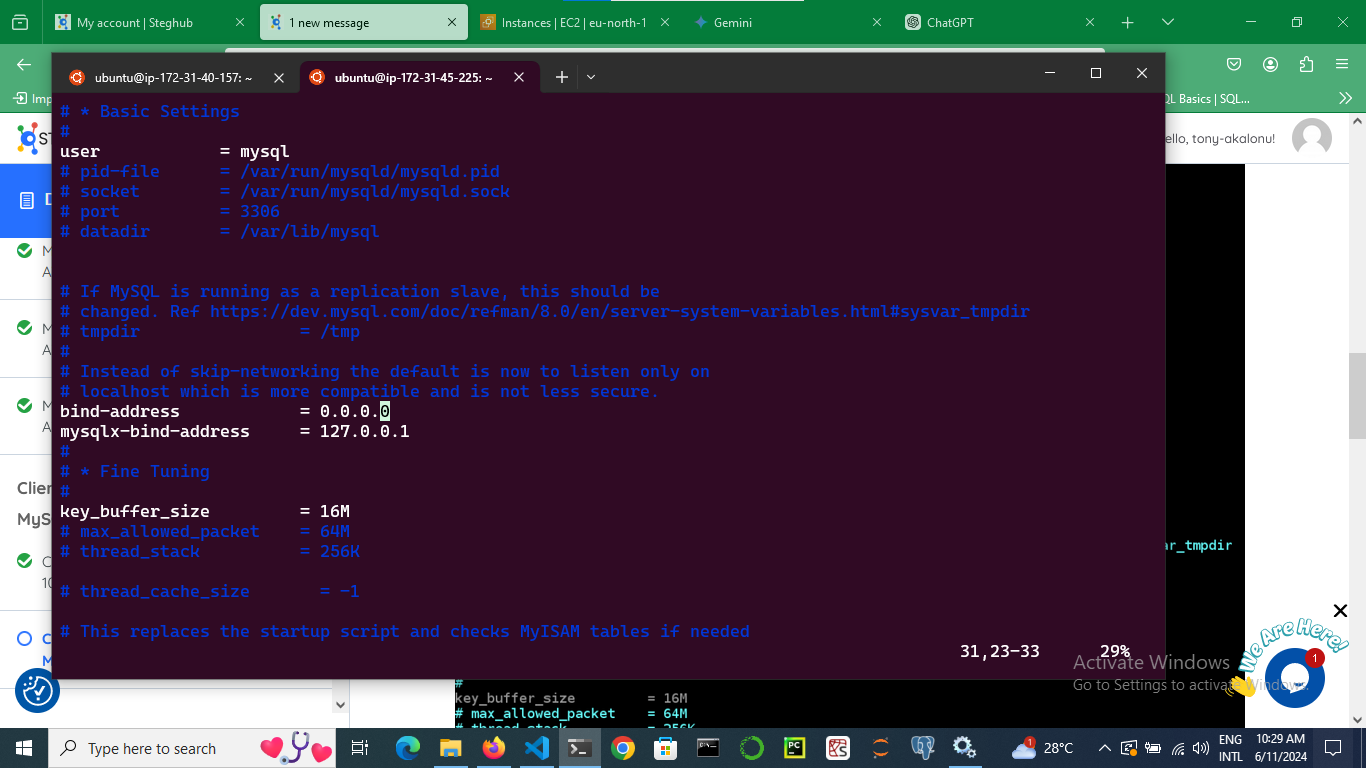 My account | Steghub
1 new message
Instances | EC2 | eu-north-1
Gemini
ChatGPT
ubuntu@ip-172-31-40-157: ~
ubuntu@ip-172-31-45-225: ~
Imp
QL Basics | SQL...
ello, tony-akalonu!
# * Basic Settings
#
user = mysql
# pid-file = /var/run/mysqld/mysqld.pid
# socket = /var/run/mysqld/mysqld.sock
# port = 3306
# datadir = /var/lib/mysql
# If MySQL is running as a replication slave, this should be
# changed. Ref https://dev.mysql.com/doc/refman/8.0/en/server-system-variables.html#sysvar_tmpdir
# tmpdir = /tmp
#
# Instead of skip-networking the default is now to listen only on
# localhost which is more compatible and is not less secure.
bind-address = 0.0.0.0
mysqlx-bind-address = 127.0.0.1
#
# * Fine Tuning
#
key_buffer_size = 16M
# max_allowed_packet = 64M
# thread_stack = 256K
# thread_cache_size = -1
# This replaces the startup script and checks MyISAM tables if needed
31,23-33 29%
Clien
MyS
ar_tmpdir
We Are Here!
1
Activate Windows
Go to Settings to activate Windows.
#
key_buffer_size = 16M
# max_allowed_packet = 64M
# thread_stack = 256K
Type here to search
28°C
ENG
INTL
10:29 AM
6/11/2024